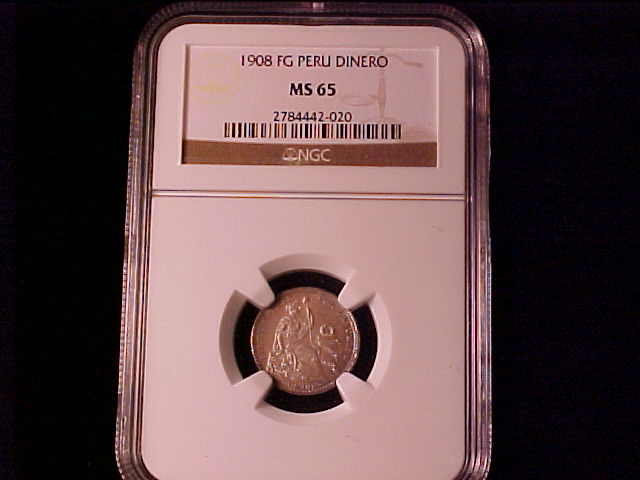 1908 FG PERU DINERO
MS 65
2784442-020
NGC